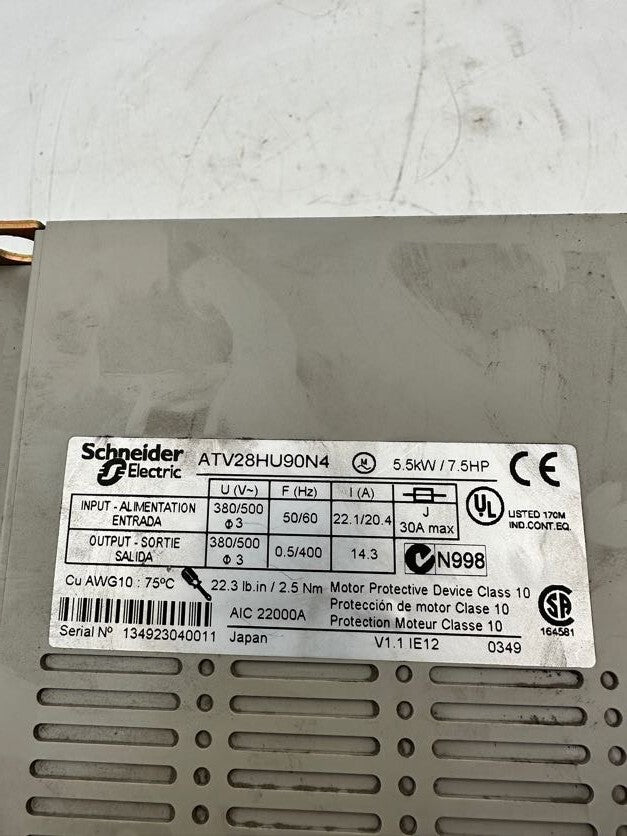 Schneider Electric ATV28HU90N4 5.5kW / 7.5HP CE
U (V~) F (Hz) I (A)
INPUT - ALIMENTATION ENTRADA 380/500 Φ 3 50/60 22.1/20.4 J 30A max
UL LISTED 170M IND.CONT.EQ.
OUTPUT - SORTIE SALIDA 380/500 Φ 3 0.5/400 14.3 N998
Cu AWG10 : 75ºC 22.3 lb.in / 2.5 Nm Motor Protective Device Class 10
Protección de motor Clase 10
AIC 22000A Protection Moteur Classe 10
SA 164581
Serial Nº 134923040011 Japan V1.1 IE12 0349